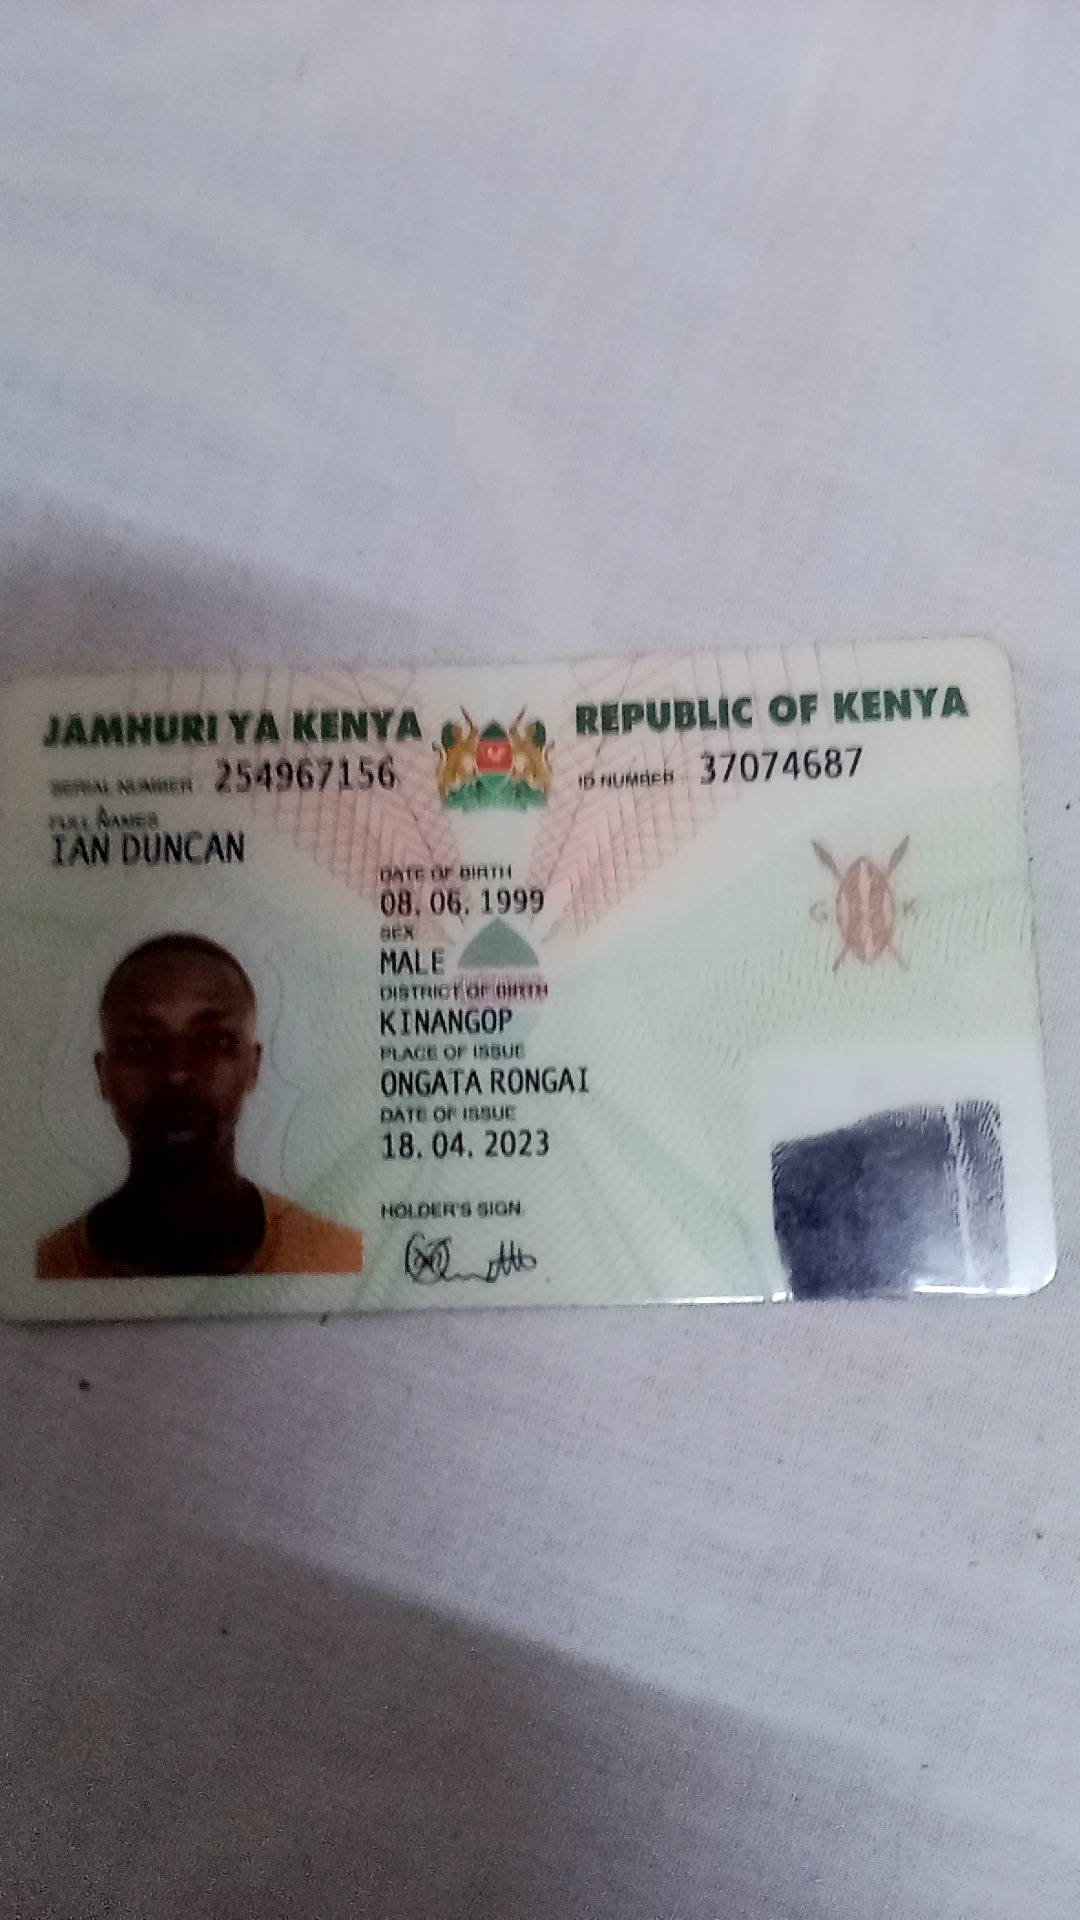 JAMHURI YA KENYA REPUBLIC OF KENYA
SERIAL NUMBER: 254967156 ID NUMBER: 37074687
FULL NAMES
IAN DUNCAN
DATE OF BIRTH
08. 06. 1999
SEX
MALE
DISTRICT OF BIRTH
KINANGOP
PLACE OF ISSUE
ONGATA RONGAI
DATE OF ISSUE
18. 04. 2023
HOLDER'S SIGN.
G K